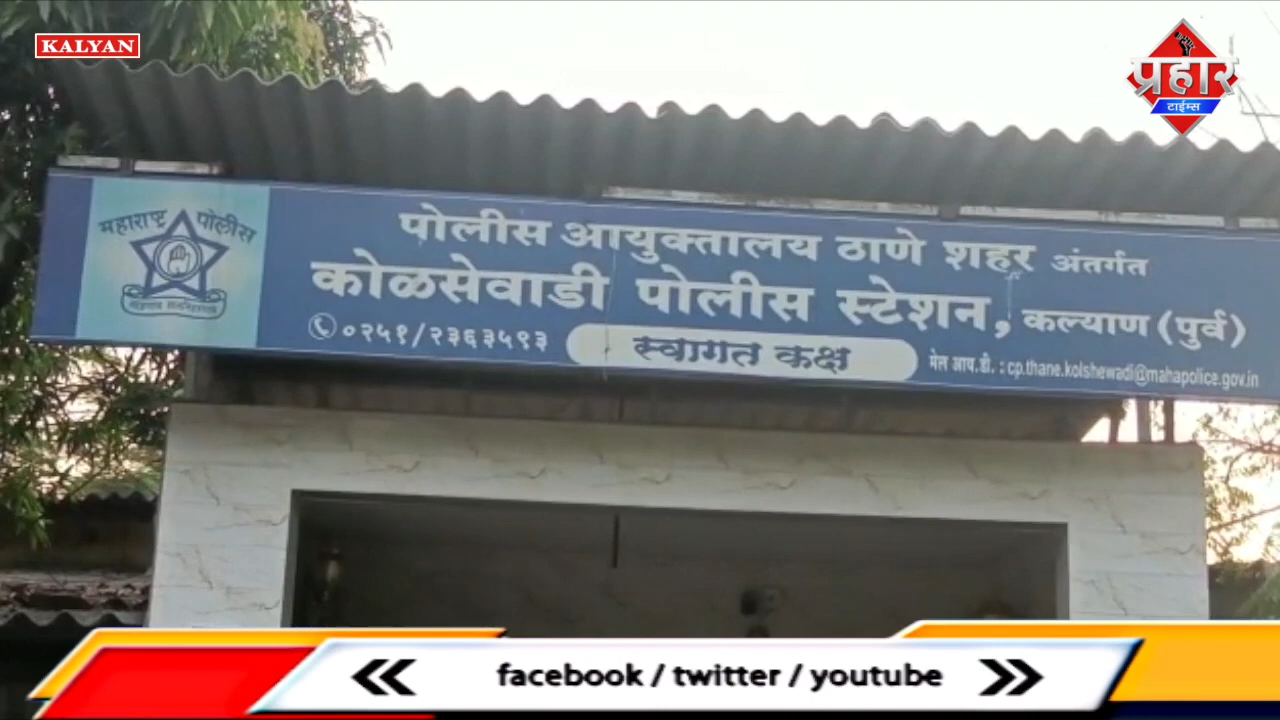 KALYAN
प्रहार
टाईम्स
महाराष्ट्र पोलीस
पोलीस आयुक्तालय ठाणे शहर अंतर्गत
कोळसेवाडी पोलीस स्टेशन, कल्याण (पुर्व)
०२५१/२३६३५९३
स्वागत कक्ष
मेल आय.डी. : cp.thane.kolshewadi@mahapolice.gov.in
facebook / twitter / youtube